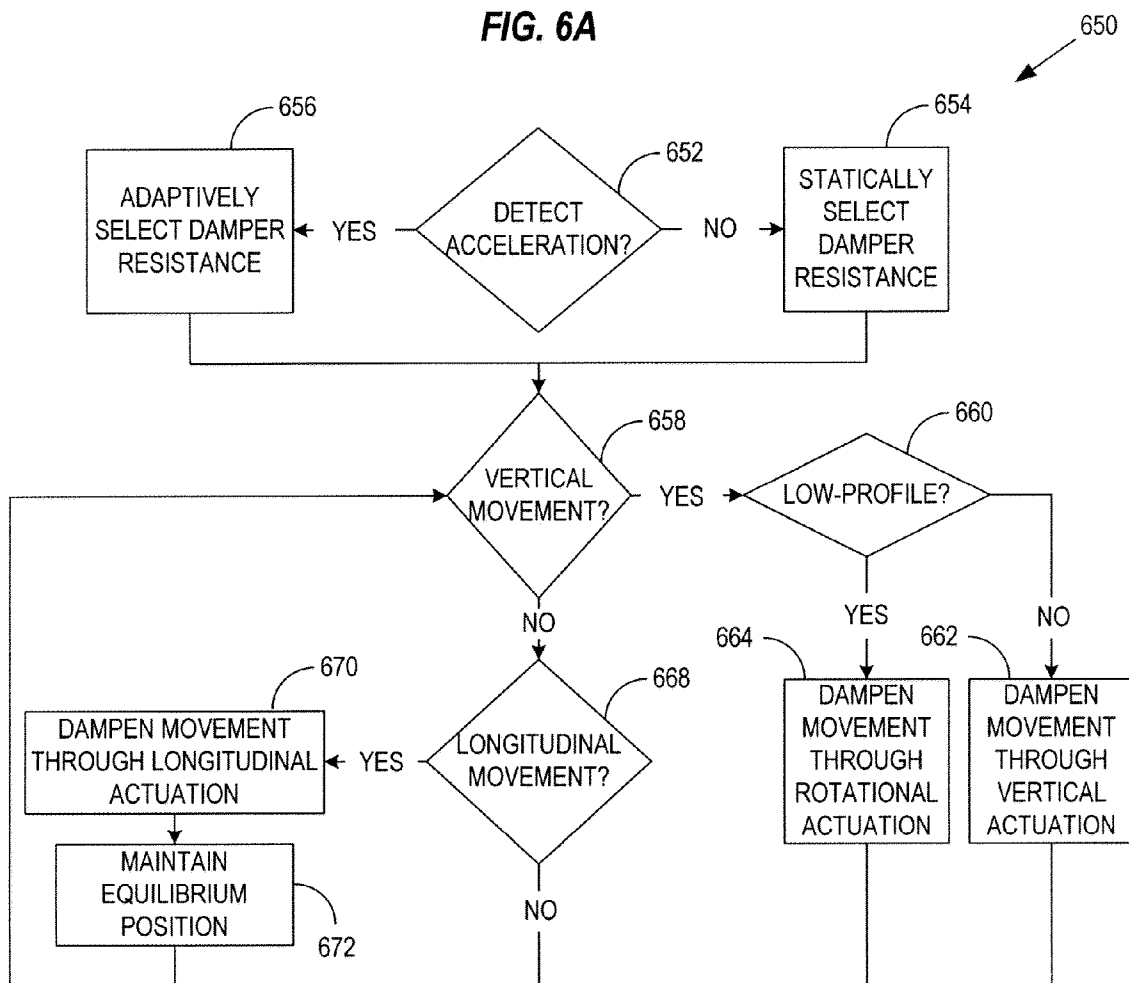 FIG. 6A
650
656
654
652
ADAPTIVELY
SELECT DAMPER
RESISTANCE
YES
DETECT
ACCELERATION?
NO
STATICALLY
SELECT
DAMPER
RESISTANCE
658
660
VERTICAL
MOVEMENT?
YES
LOW-PROFILE?
NO
YES
NO
670
668
664
662
DAMPEN MOVEMENT
THROUGH LONGITUDINAL
ACTUATION
YES
LONGITUDINAL
MOVEMENT?
DAMPEN
MOVEMENT
THROUGH
ROTATIONAL
ACTUATION
DAMPEN
MOVEMENT
THROUGH
VERTICAL
ACTUATION
MAINTAIN
EQUILIBRIUM
POSITION
672
NO